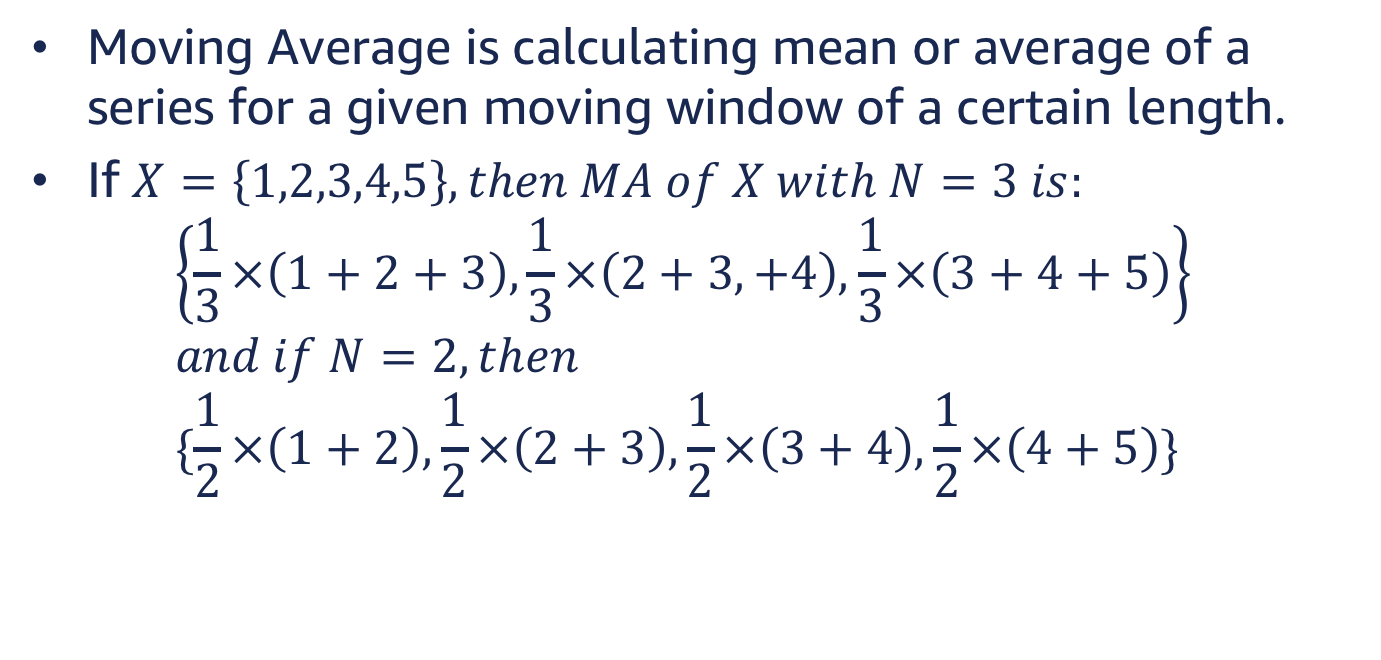 • Moving Average is calculating mean or average of a
series for a given moving window of a certain length.
• If X = {1,2,3,4,5}, then MA of X with N = 3 is:
{1/3 ×(1 + 2 + 3), 1/3 ×(2 + 3, +4), 1/3 ×(3 + 4 + 5)}
and if N = 2, then
{1/2 ×(1 + 2), 1/2 ×(2 + 3), 1/2 ×(3 + 4), 1/2 ×(4 + 5)}